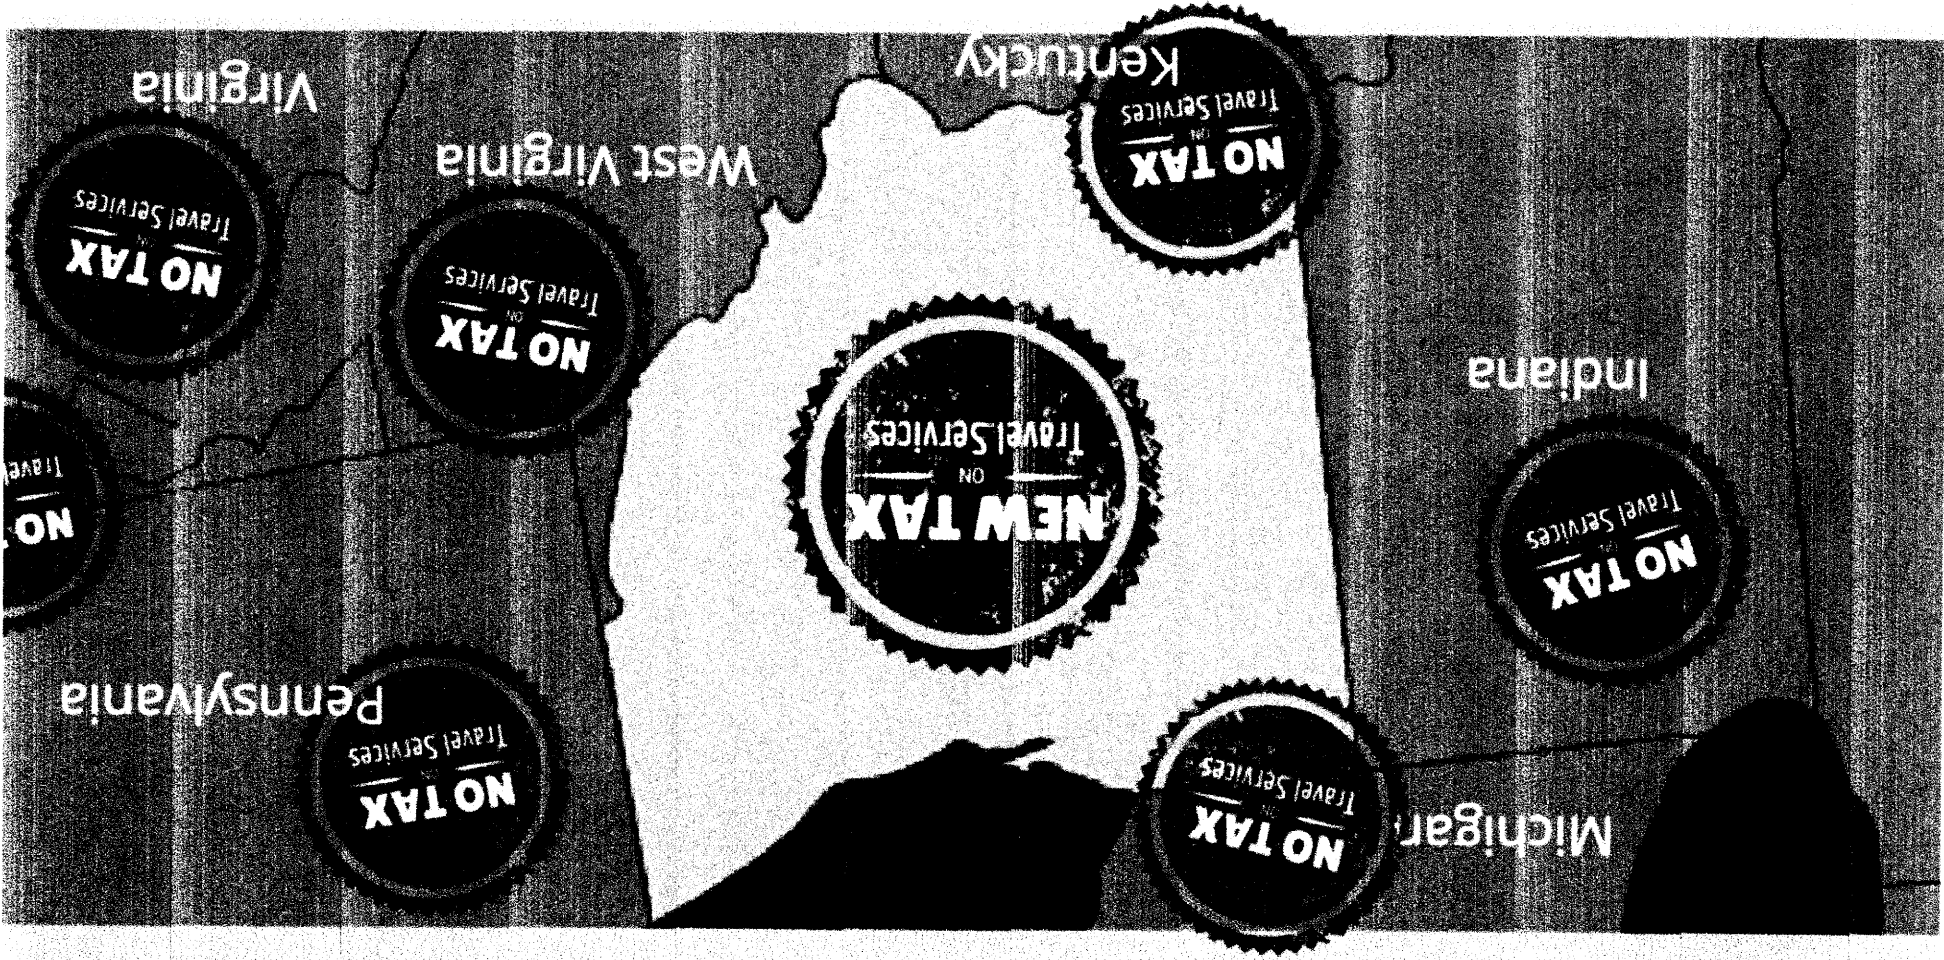 NO TAX
ON
Travel Services
Michigan
NO TAX
ON
Travel Services
Pennsylvania
NO TAX
ON
Travel Services
Indiana
NEW TAX
ON
Travel Services
NO
Travel
NO TAX
ON
Travel Services
West Virginia
NO TAX
ON
Travel Services
Virginia
NO TAX
ON
Travel Services
Kentucky